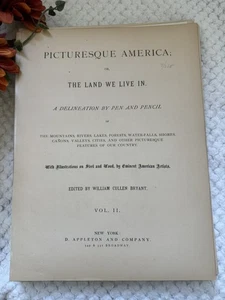 PICTURESQUE AMERICA;
OR,
THE LAND WE LIVE IN.
A DELINEATION BY PEN AND PENCIL
OF
THE MOUNTAINS, RIVERS, LAKES, FORESTS, WATER-FALLS, SHORES,
CAÑONS, VALLEYS, CITIES, AND OTHER PICTURESQUE
FEATURES OF OUR COUNTRY.
With Illustrations on Steel and Wood, by Eminent American Artists.
EDITED BY WILLIAM CULLEN BRYANT.
VOL. II.
NEW YORK:
D. APPLETON AND COMPANY,
BROADWAY.